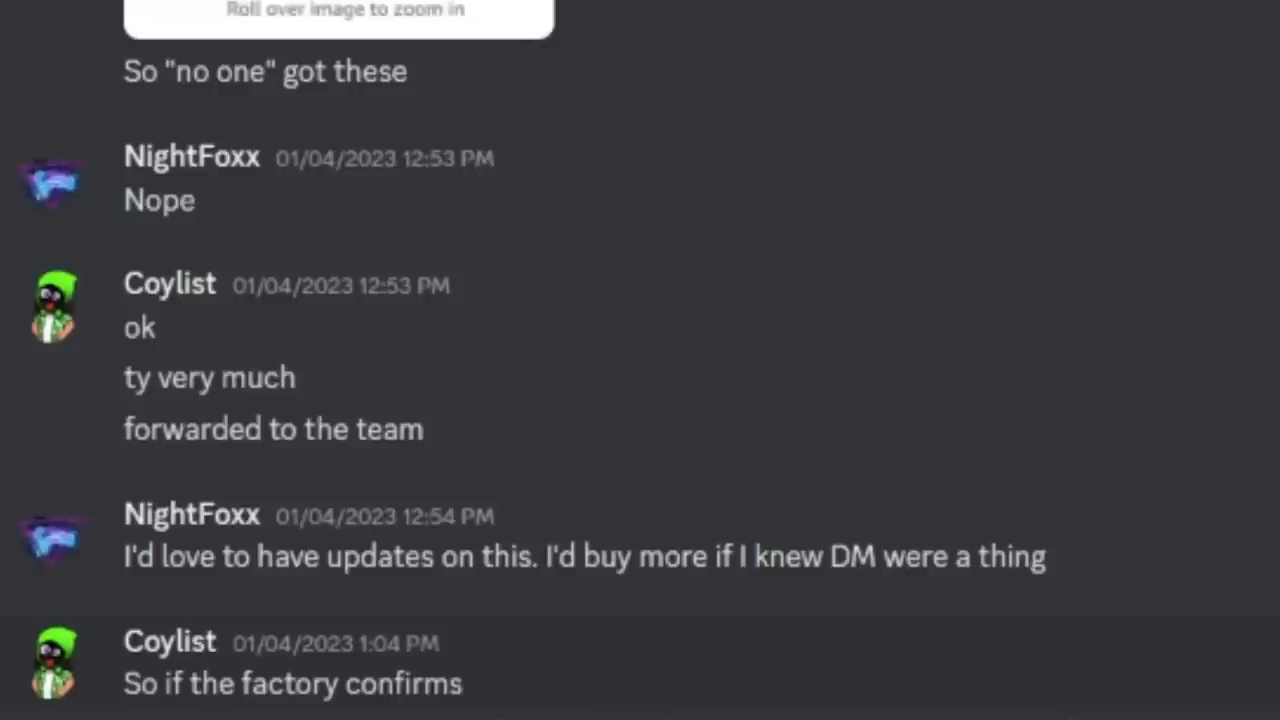 Roll over image to zoom in
So "no one" got these
NightFoxx 01/04/2023 12:53 PM
Nope
Coylist 01/04/2023 12:53 PM
ok
ty very much
forwarded to the team
NightFoxx 01/04/2023 12:54 PM
I'd love to have updates on this. I'd buy more if I knew DM were a thing
Coylist 01/04/2023 1:04 PM
So if the factory confirms